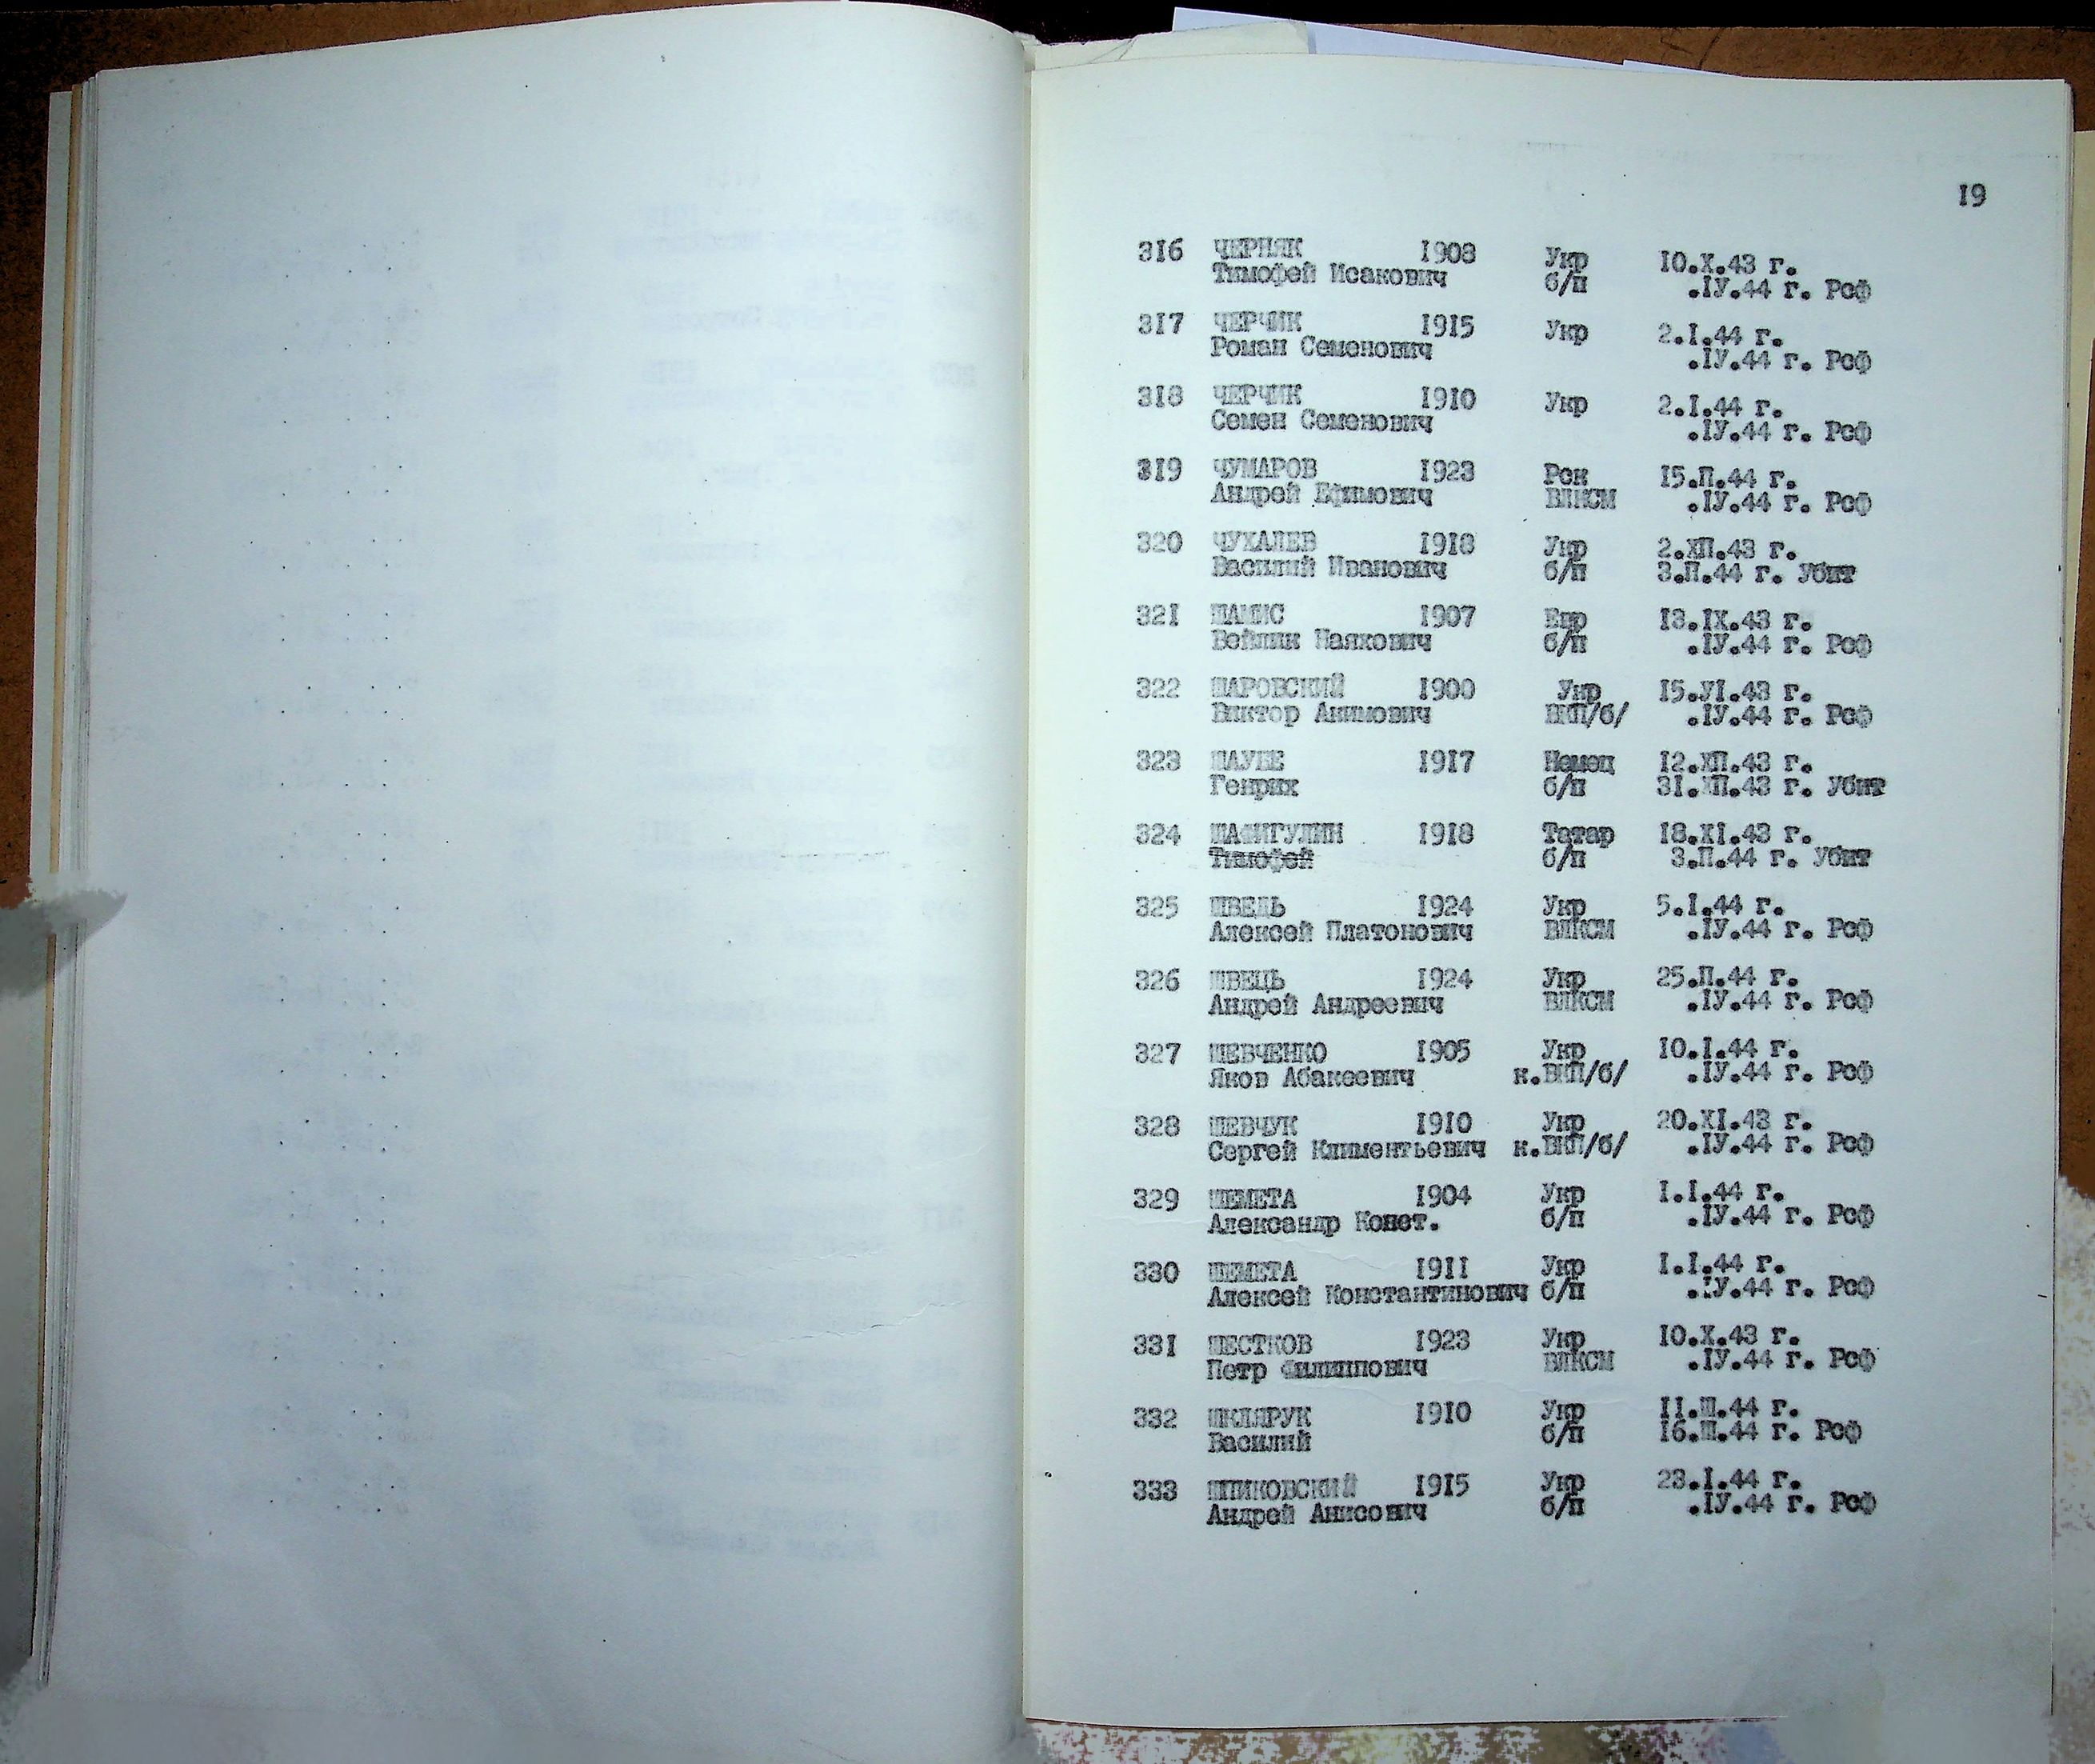 19
316 ЧЕРНЯК 1908 Укр 10.X.43 г.
Тимофей Исакович б/п .IУ.44 г. Рсф
317 ЧЕРЧИК 1915 Укр 2.I.44 г.
Роман Семенович .IУ.44 г. Рсф
318 ЧЕРЧИК 1910 Укр 2.I.44 г.
Семен Семенович .IУ.44 г. Рсф
319 ЧУМАРОВ 1923 Рск 15.П.44 г.
Андрей Ефимович ВЛКСМ .IУ.44 г. Рсф
320 ЧУХАЛЕВ 1918 Укр 2.ХП.43 г.
Василий Иванович б/п 3.П.44 г. Убит
321 ШАМИС 1907 Евр 13.IX.43 г.
б/п .IУ.44 г. Рсф
322 ШАРОВСКИЙ 1900 Укр 15.УI.43 г.
Виктор Акимович ВКП/б/ .IУ.44 г. Рсф
323 ШАУБЕ 1917 Немец 12.ХП.43 г.
Генрих б/п 31.ХП.43 г. Убит
324 ШАФИГУЛИН 1918 Татар 18.XI.43 г.
Тимофей б/п 3.П.44 г. Убит
325 ШВЕДЬ 1924 Укр 5.I.44 г.
Алексей Платонович ВЛКСМ .IУ.44 г. Рсф
326 ШВЕЦЬ 1924 Укр 25.П.44 г.
Андрей Андреевич ВЛКСМ .IУ.44 г. Рсф
327 ШЕВЧЕНКО 1905 Укр 10.I.44 г.
Яков Абакеевич к.ВКП/б/ .IУ.44 г. Рсф
328 ШЕВЧУК 1910 Укр 20.XI.43 г.
Сергей Климентьевич к.ВКП/б/ .IУ.44 г. Рсф
329 ШЕМЕТА 1904 Укр 1.I.44 г.
Александр Конст. б/п .IУ.44 г. Рсф
330 ШЕМЕТА 1911 Укр 1.I.44 г.
Алексей Константинович б/п .IУ.44 г. Рсф
331 ШЕСТКОВ 1923 Укр 10.X.43 г.
Петр Филиппович ВЛКСМ .IУ.44 г. Рсф
332 ШКЛЯРУК 1910 Укр 11.Ш.44 г.
Василий б/п 16.Ш.44 г. Рсф
333 ШПИКОВСКИЙ 1915 Укр 23.I.44 г.
Андрей Анисович б/п .IУ.44 г. Рсф